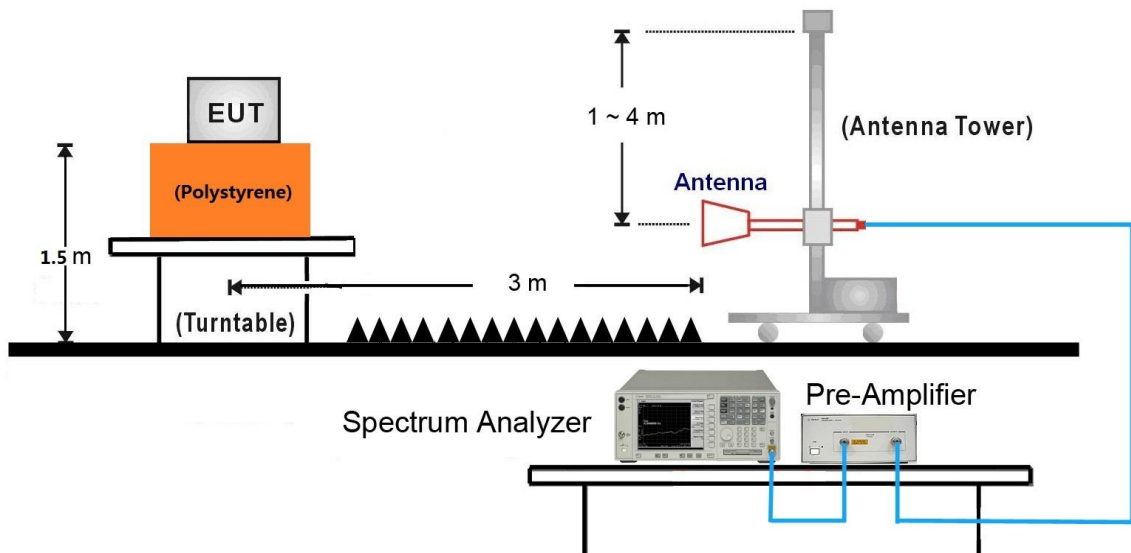 EUT
(Polystyrene)
1.5 m
(Turntable)
3 m
1 ~ 4 m
(Antenna Tower)
Antenna
Spectrum Analyzer
Pre-Amplifier